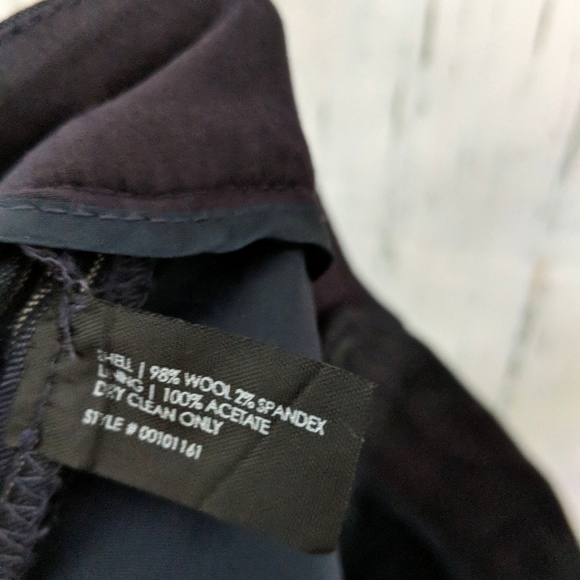 SHELL | 98% WOOL 2% SPANDEX
LINING | 100% ACETATE
DRY CLEAN ONLY
STYLE # 00101161